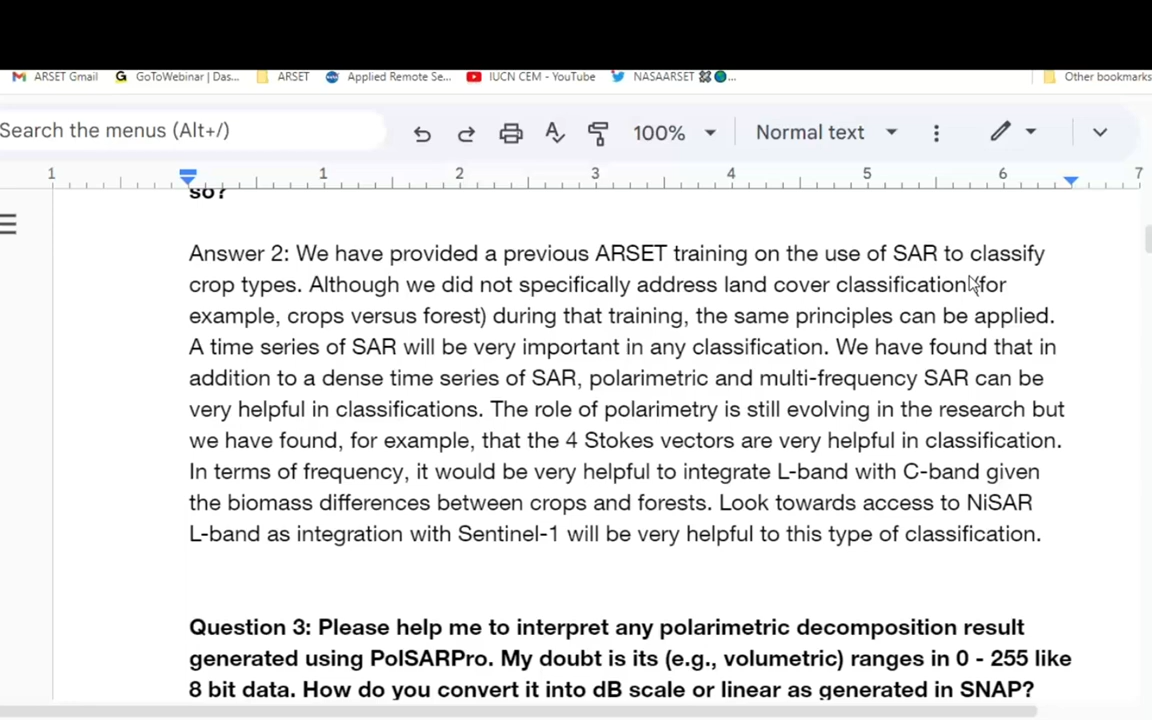 ARSET Gmail GoToWebinar | Das... ARSET Applied Remote Se... IUCN CEM - YouTube NASAARSET 🛰🌎... Other bookmarks
Search the menus (Alt+/) 100% Normal text
1 1 2 3 4 5 6 7
so?
Answer 2: We have provided a previous ARSET training on the use of SAR to classify
crop types. Although we did not specifically address land cover classification (for
example, crops versus forest) during that training, the same principles can be applied.
A time series of SAR will be very important in any classification. We have found that in
addition to a dense time series of SAR, polarimetric and multi-frequency SAR can be
very helpful in classifications. The role of polarimetry is still evolving in the research but
we have found, for example, that the 4 Stokes vectors are very helpful in classification.
In terms of frequency, it would be very helpful to integrate L-band with C-band given
the biomass differences between crops and forests. Look towards access to NiSAR
L-band as integration with Sentinel-1 will be very helpful to this type of classification.
Question 3: Please help me to interpret any polarimetric decomposition result
generated using PolSARPro. My doubt is its (e.g., volumetric) ranges in 0 - 255 like
8 bit data. How do you convert it into dB scale or linear as generated in SNAP?